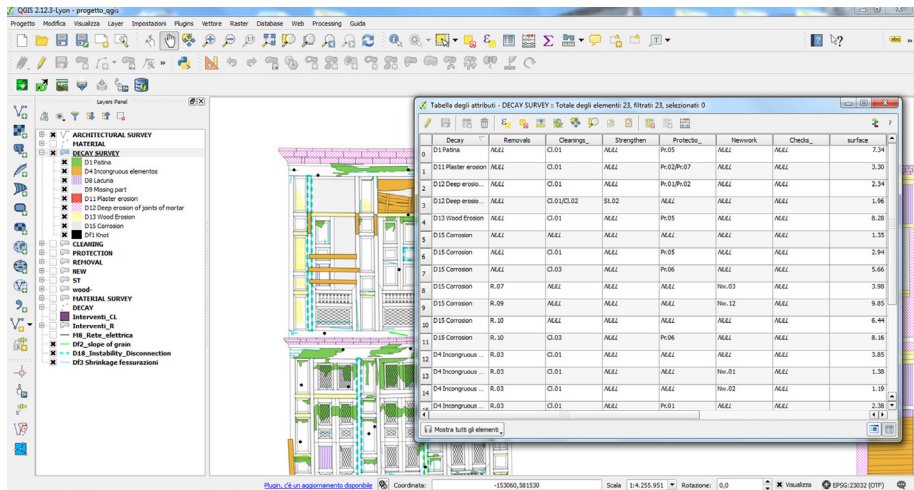 QGIS 2.12.3-Lyon - progetto_qgis
Progetto Modifica Visualizza Layer Impostazioni Plugins Vettore Raster Database Web Processing Guida
Layers Panel
ARCHITECTURAL SURVEY
MATERIAL
DECAY SURVEY
D1 Patina
D4 Incongruous elementos
D8 Lacuna
D9 Missing part
D11 Plaster erosion
D12 Deep erosion of joints of mortar
D13 Wood Erosion
D15 Corrosion
Df1 Knot
CLEANING
PROTECTION
REMOVAL
NEW
ST
wood-
MATERIAL SURVEY
DECAY
Interventi_CL
Interventi_R
M8_Rete_elettrica
Df2_slope of grain
D18_Instability_Disconnection
Df3 Shrinkage fessurazioni
Tabella degli attributi - DECAY SURVEY :: Totale degli elementi: 23, filtrati: 23, selezionati: 0
Decay Removals Cleanings_ Strengthen Protectio_ Newwork Checks_ surface
0 D1 Patina NULL Cl.01 NULL Pr.05 NULL NULL 7.34
1 D11 Plaster erosion NULL NULL NULL Pr.02/Pr.07 NULL NULL 3.30
2 D12 Deep erosio... NULL Cl.01 NULL Pr.01/Pr.02 NULL NULL 2.34
3 D12 Deep erosio... NULL Cl.01/Cl.02 St.02 NULL NULL NULL 1.96
4 D13 Wood Erosion NULL Cl.01 NULL Pr.05 NULL NULL 8.28
5 D15 Corrosion NULL NULL NULL NULL NULL NULL 1.35
6 D15 Corrosion NULL Cl.01 NULL Pr.05 NULL NULL 2.94
7 D15 Corrosion NULL Cl.03 NULL Pr.06 NULL NULL 5.66
8 D15 Corrosion R.07 NULL NULL NULL Nw.03 NULL 3.98
9 D15 Corrosion R.09 NULL NULL NULL Nw.12 NULL 9.85
10 D15 Corrosion R.10 Cl.01 NULL NULL NULL NULL 6.44
11 D15 Corrosion R.10 Cl.03 NULL Pr.06 NULL NULL 8.16
12 D4 Incongruous ... R.03 Cl.01 NULL NULL NULL NULL 3.85
13 D4 Incongruous ... R.03 Cl.01 NULL NULL Nw.01 NULL 1.38
14 D4 Incongruous ... R.03 Cl.01 NULL NULL Nw.02 NULL 1.19
D4 Incongruous ... R.03 Cl.01 NULL Pr.01 NULL NULL 2.38
Mostra tutti gli elementi
Plugin, c'è un aggiornamento disponibile Coordinata: -153060,581530 Scala 1:4.255.951 Rotazione: 0,0 Visualizza EPSG:23032 (OTF)